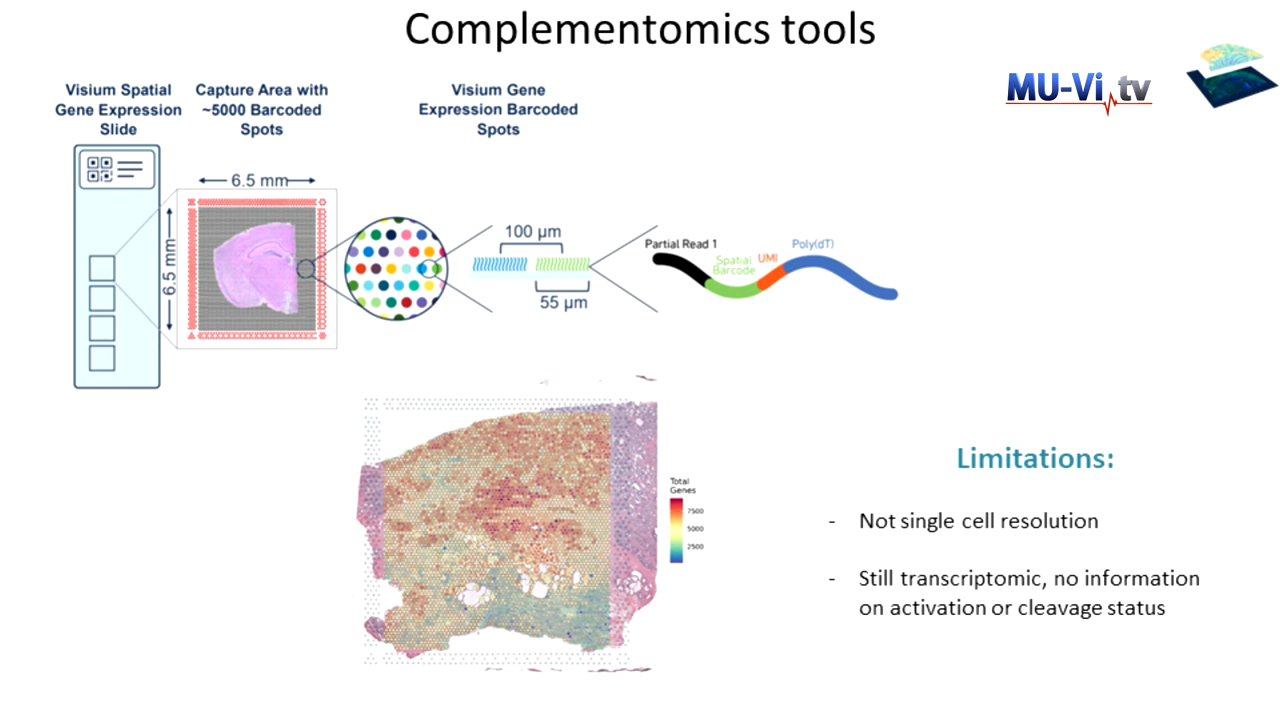 Complementomics tools
MU-Vi tv
Visium Spatial
Gene Expression
Slide
Capture Area with
~5000 Barcoded
Spots
Visium Gene
Expression Barcoded
Spots
6.5 mm
6.5 mm
100 µm
55 µm
Partial Read 1
Spatial
Barcode
UMI
Poly(dT)
Total
Genes
7500
5000
2500
Limitations:
- Not single cell resolution
- Still transcriptomic, no information
on activation or cleavage status